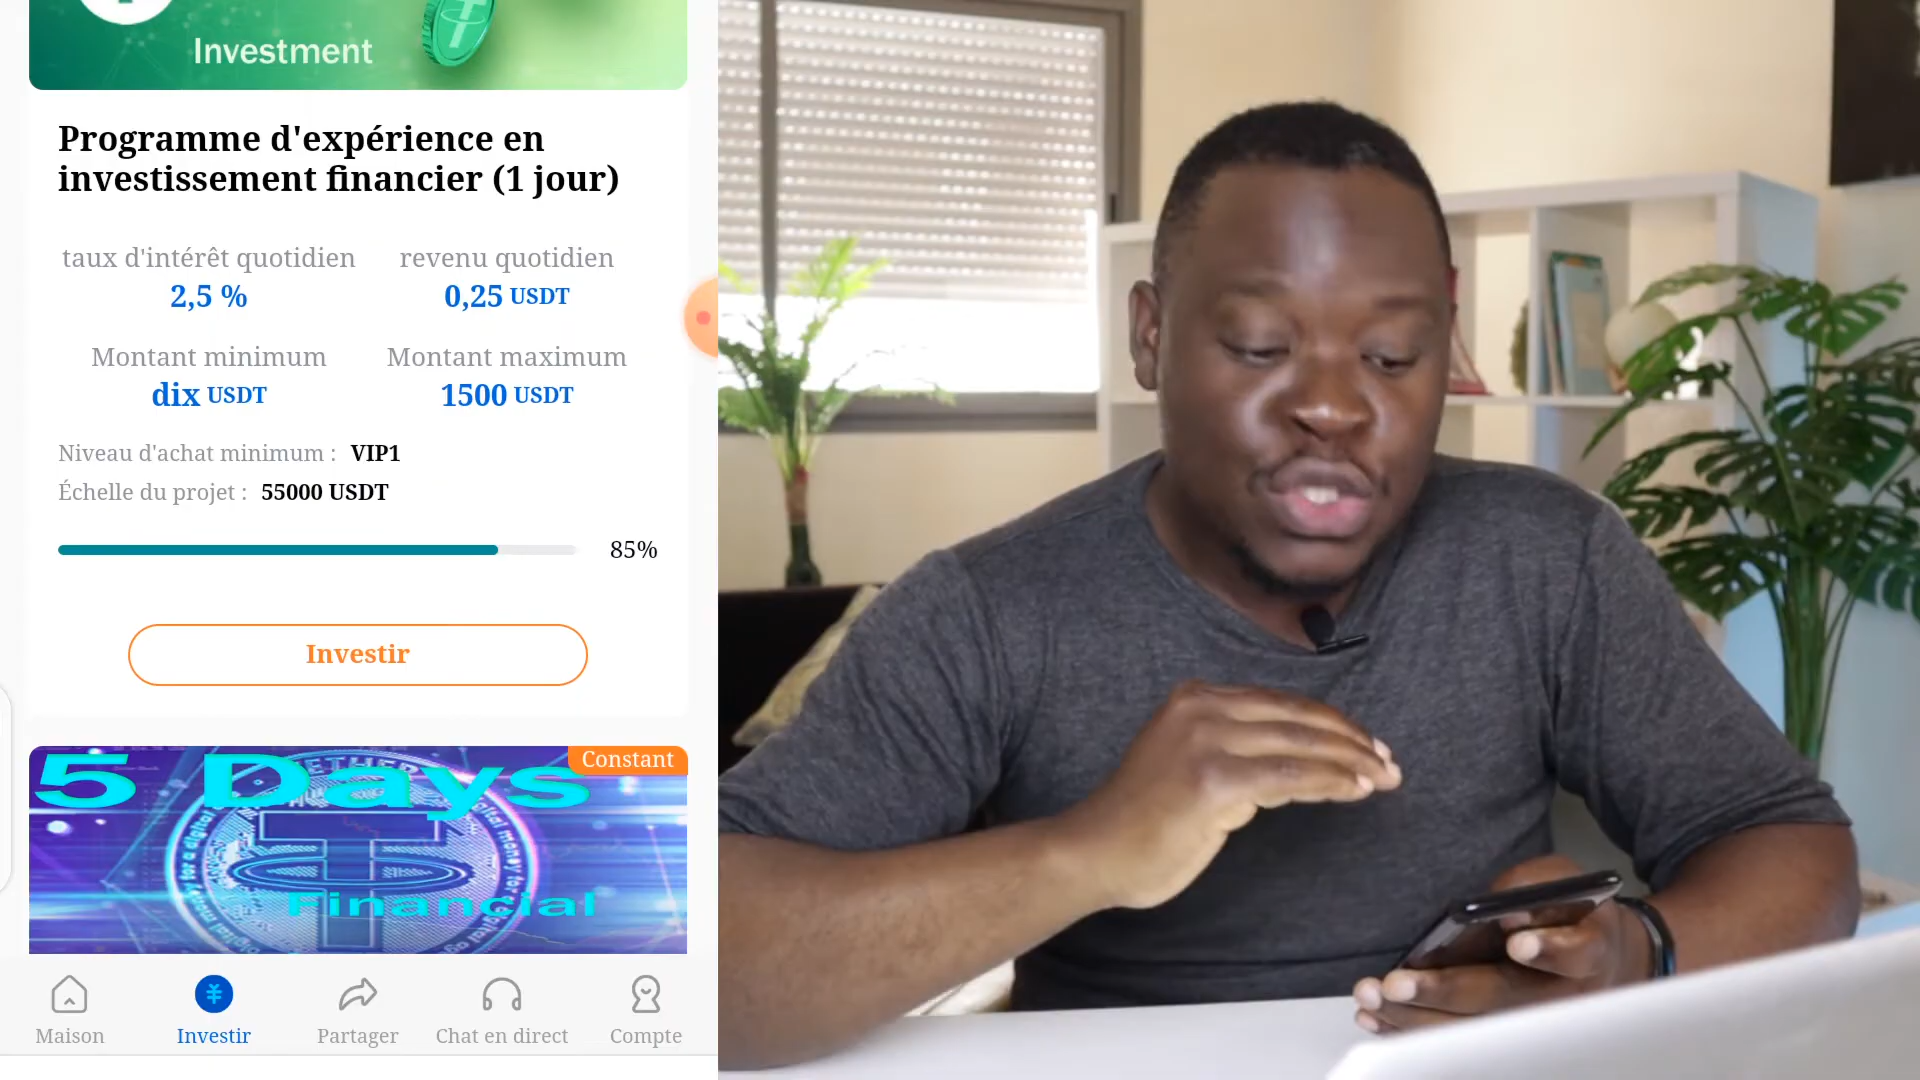 Investment
Programme d'expérience en
investissement financier (1 jour)
taux d'intérêt quotidien
revenu quotidien
2,5 %
0,25 USDT
Montant minimum
Montant maximum
dix USDT
1500 USDT
Niveau d'achat minimum : VIP1
Échelle du projet : 55000 USDT
85%
Investir
Constant
5 Days
Financial
Maison
Investir
Partager
Chat en direct
Compte